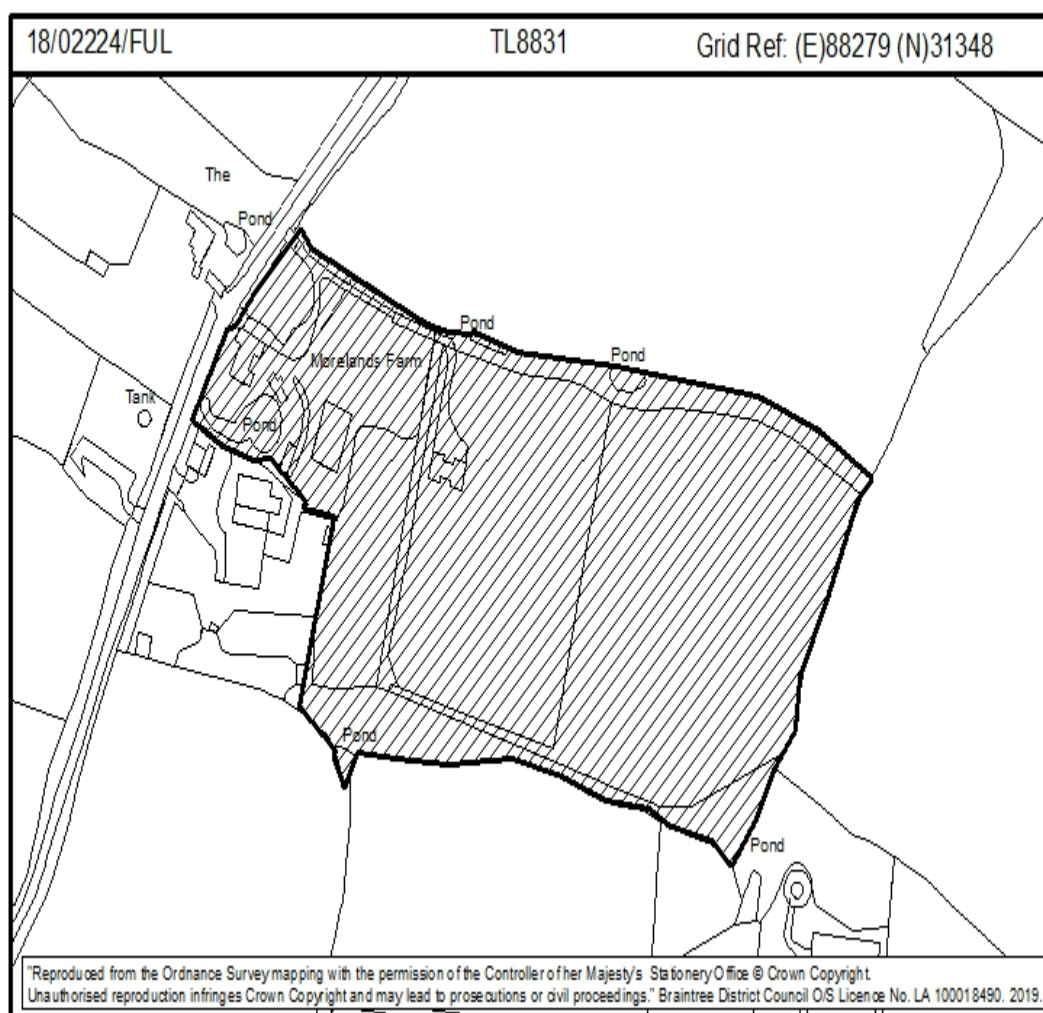 18/02224/FUL TL8831 Grid Ref: (E)88279 (N)31348
The
Pond
Pond
Pond
Morelands Farm
Tank
Pond
Pond
Pond
"Reproduced from the Ordnance Survey mapping with the permission of the Controller of her Majesty's Stationery Office © Crown Copyright.
Unauthorised reproduction infringes Crown Copyright and may lead to prosecutions or civil proceedings." Braintree District Council O/S Licence No. LA 100018490. 2019.